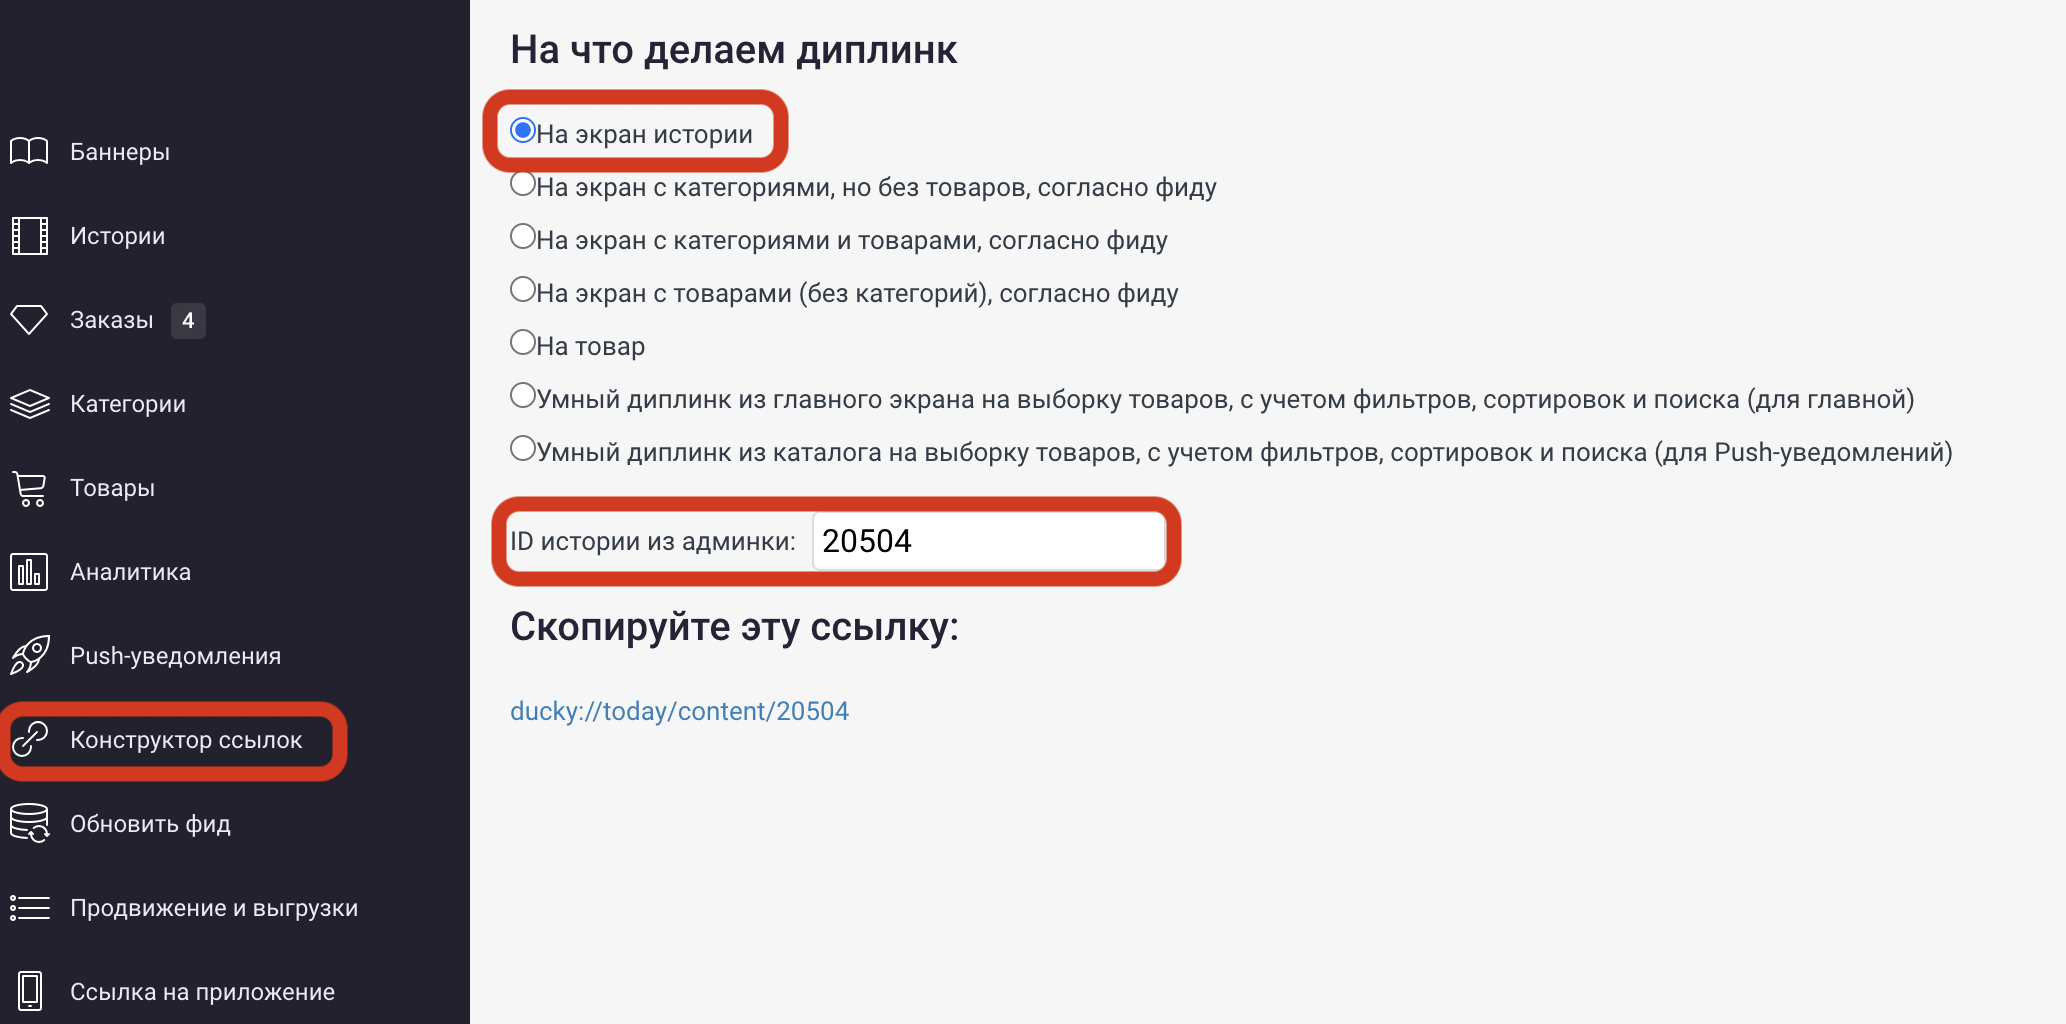 Баннеры
Истории
Заказы 4
Категории
Товары
Аналитика
Push-уведомления
Конструктор ссылок
Обновить фид
Продвижение и выгрузки
Ссылка на приложение
На что делаем диплинк
На экран истории
На экран с категориями, но без товаров, согласно фиду
На экран с категориями и товарами, согласно фиду
На экран с товарами (без категорий), согласно фиду
На товар
Умный диплинк из главного экрана на выборку товаров, с учетом фильтров, сортировок и поиска (для главной)
Умный диплинк из каталога на выборку товаров, с учетом фильтров, сортировок и поиска (для Push-уведомлений)
ID истории из админки: 20504
Скопируйте эту ссылку:
ducky://today/content/20504